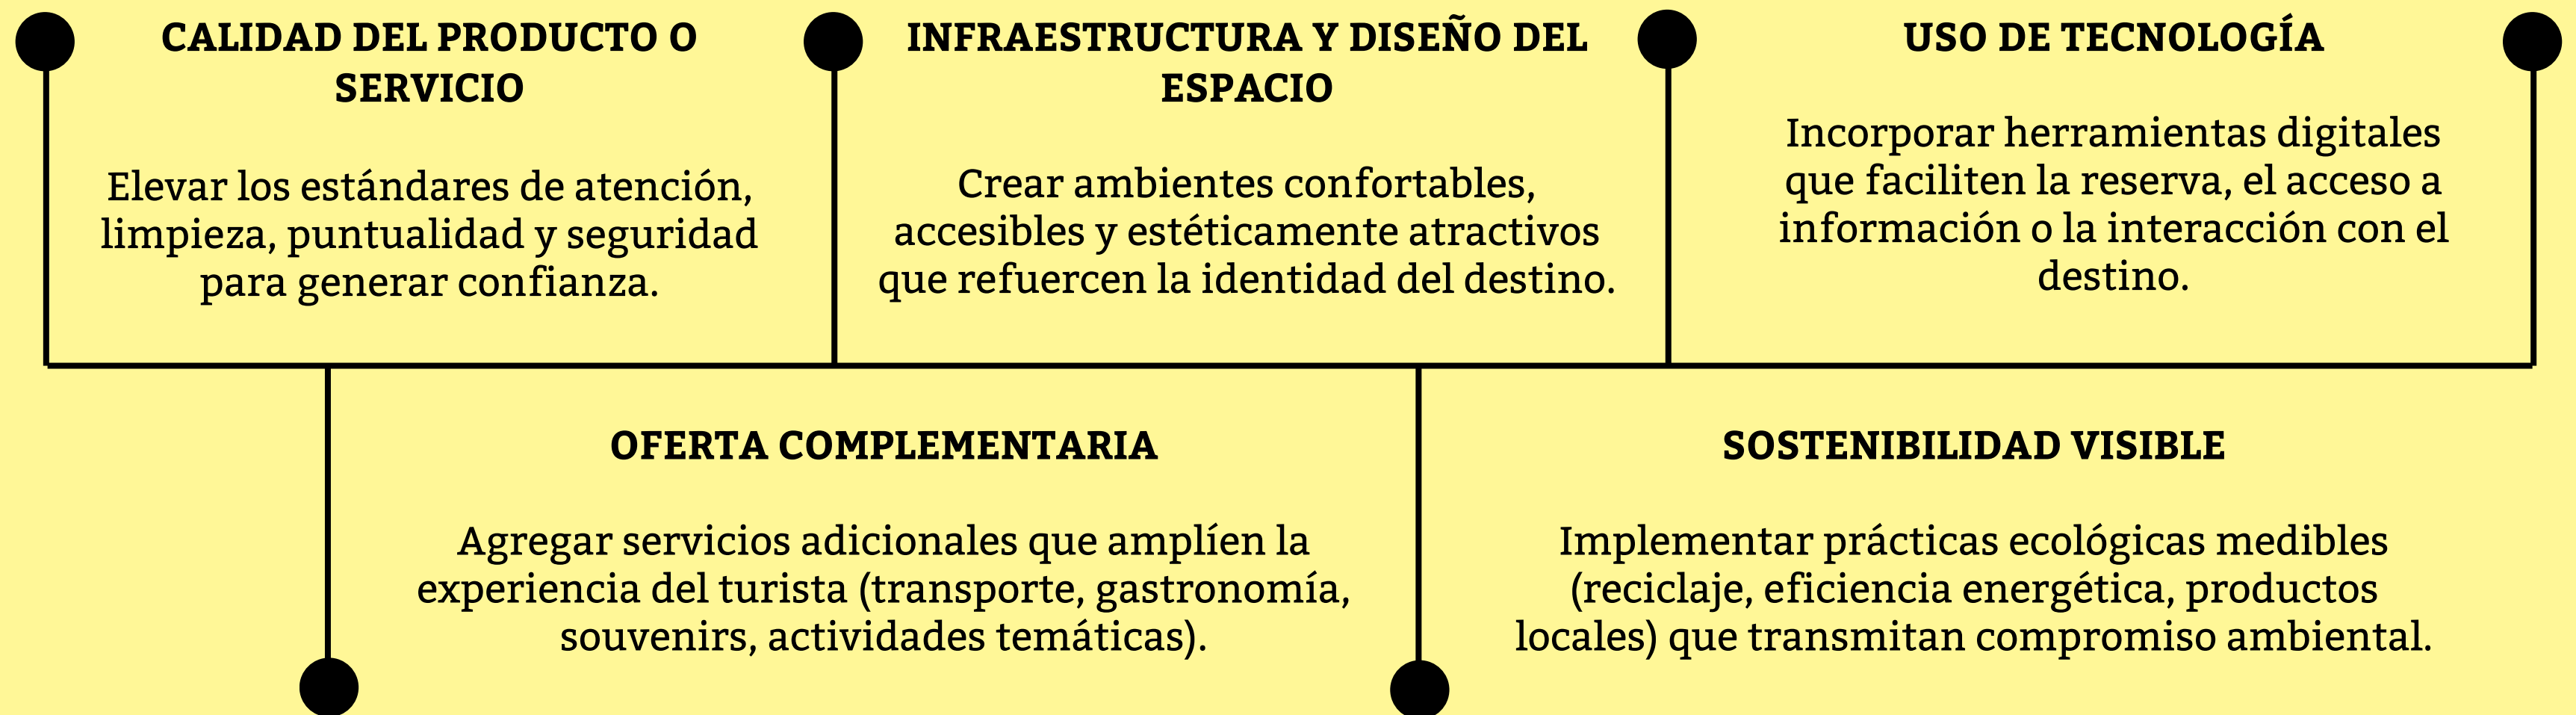 CALIDAD DEL PRODUCTO O
SERVICIO
Elevar los estándares de atención,
limpieza, puntualidad y seguridad
para generar confianza.
INFRAESTRUCTURA Y DISEÑO DEL
ESPACIO
Crear ambientes confortables,
accesibles y estéticamente atractivos
que refuercen la identidad del destino.
USO DE TECNOLOGÍA
Incorporar herramientas digitales
que faciliten la reserva, el acceso a
información o la interacción con el
destino.
OFERTA COMPLEMENTARIA
Agregar servicios adicionales que amplíen la
experiencia del turista (transporte, gastronomía,
souvenirs, actividades temáticas).
SOSTENIBILIDAD VISIBLE
Implementar prácticas ecológicas medibles
(reciclaje, eficiencia energética, productos
locales) que transmitan compromiso ambiental.